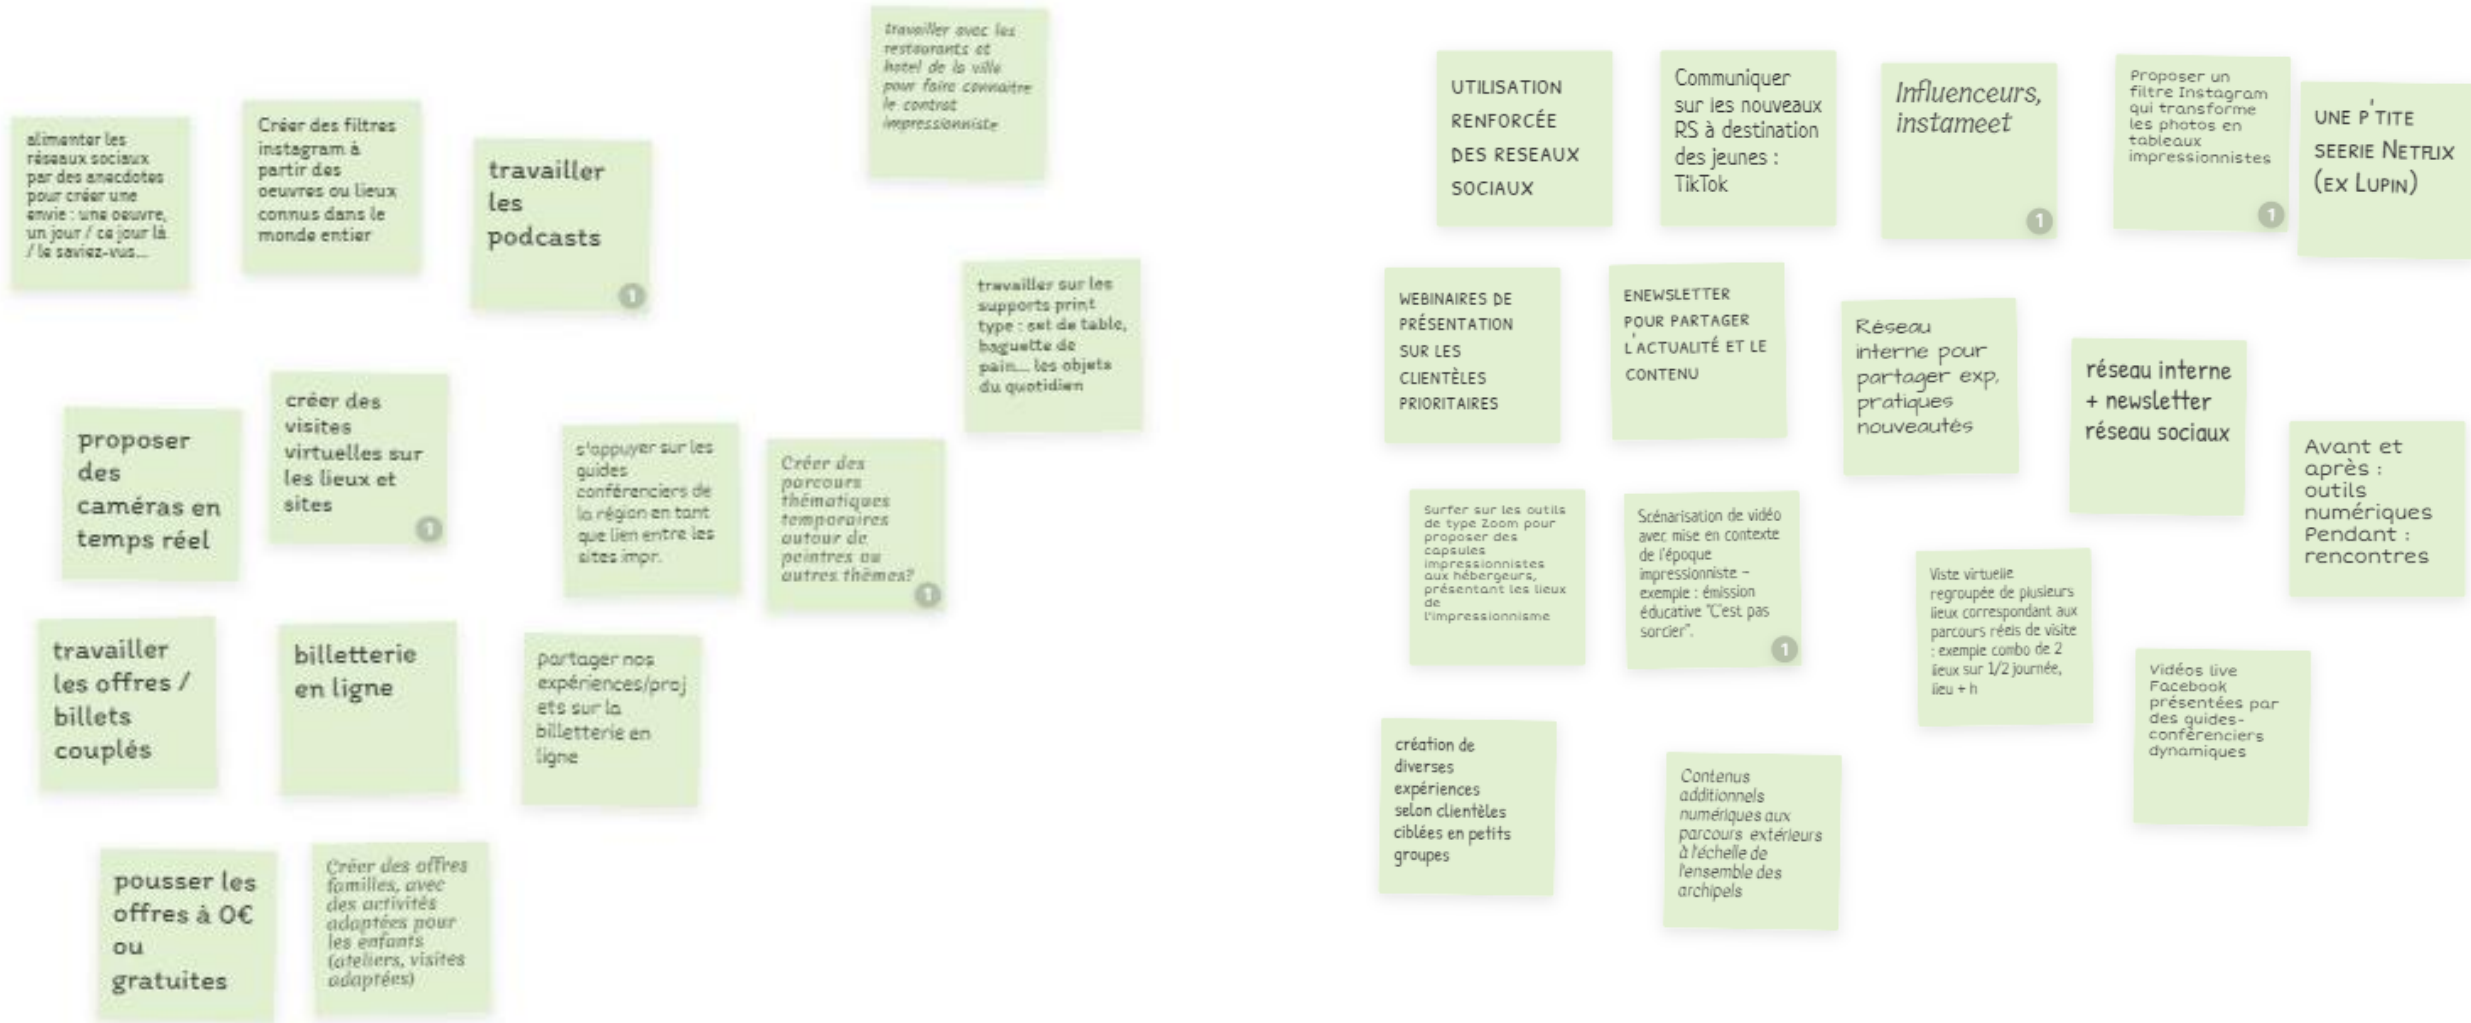 travailler avec les
restaurants et
hotel de la ville
pour faire connaitre
le contrat
impressionniste
alimenter les
réseaux sociaux
par des anecdotes
pour créer une
envie : une oeuvre,
un jour / ce jour là
/ le saviez-vus...
Créer des filtres
instagram à
partir des
oeuvres ou lieux
connus dans le
monde entier
travailler
les
podcasts
1
travailler sur les
supports print
type : set de table,
baguette de
pain... les objets
du quotidien
proposer
des
caméras en
temps réel
créer des
visites
virtuelles sur
les lieux et
sites
1
s'appuyer sur les
guides
conférenciers de
la région en tant
que lien entre les
sites impr.
Créer des
parcours
thématiques
temporaires
autour de
peintres ou
autres thèmes?
1
travailler
les offres /
billets
couplés
billetterie
en ligne
partager nos
expériences/proj
ets sur la
billetterie en
ligne
pousser les
offres à 0€
ou
gratuites
Créer des offres
familles, avec
des activités
adaptées pour
les enfants
(ateliers, visites
adaptées)
UTILISATION
RENFORCÉE
DES RESEAUX
SOCIAUX
Communiquer
sur les nouveaux
RS à destination
des jeunes :
TikTok
Influenceurs,
instameet
1
Proposer un
filtre Instagram
qui transforme
les photos en
tableaux
impressionnistes
1
UNE P'TITE
SEERIE NETFLIX
(EX LUPIN)
WEBINAIRES DE
PRÉSENTATION
SUR LES
CLIENTÈLES
PRIORITAIRES
ENEWSLETTER
POUR PARTAGER
L'ACTUALITÉ ET LE
CONTENU
Réseau
interne pour
partager exp,
pratiques
nouveautés
réseau interne
+ newsletter
réseau sociaux
Avant et
après :
outils
numériques
Pendant :
rencontres
Surfer sur les outils
de type Zoom pour
proposer des
capsules
impressionnistes
aux hébergeurs,
présentant les lieux
de
l'impressionnisme
Scénarisation de vidéo
avec mise en contexte
de l'époque
impressionniste –
exemple : émission
éducative "C'est pas
sorcier".
1
Viste virtuelle
regroupée de plusieurs
lieux correspondant aux
parcours réels de visite
: exemple combo de 2
lieux sur 1/2 journée,
lieu + h
Vidéos live
Facebook
présentées par
des guides-
conférenciers
dynamiques
création de
diverses
expériences
selon clientèles
ciblées en petits
groupes
Contenus
additionnels
numériques aux
parcours extérieurs
à l'échelle de
l'ensemble des
archipels